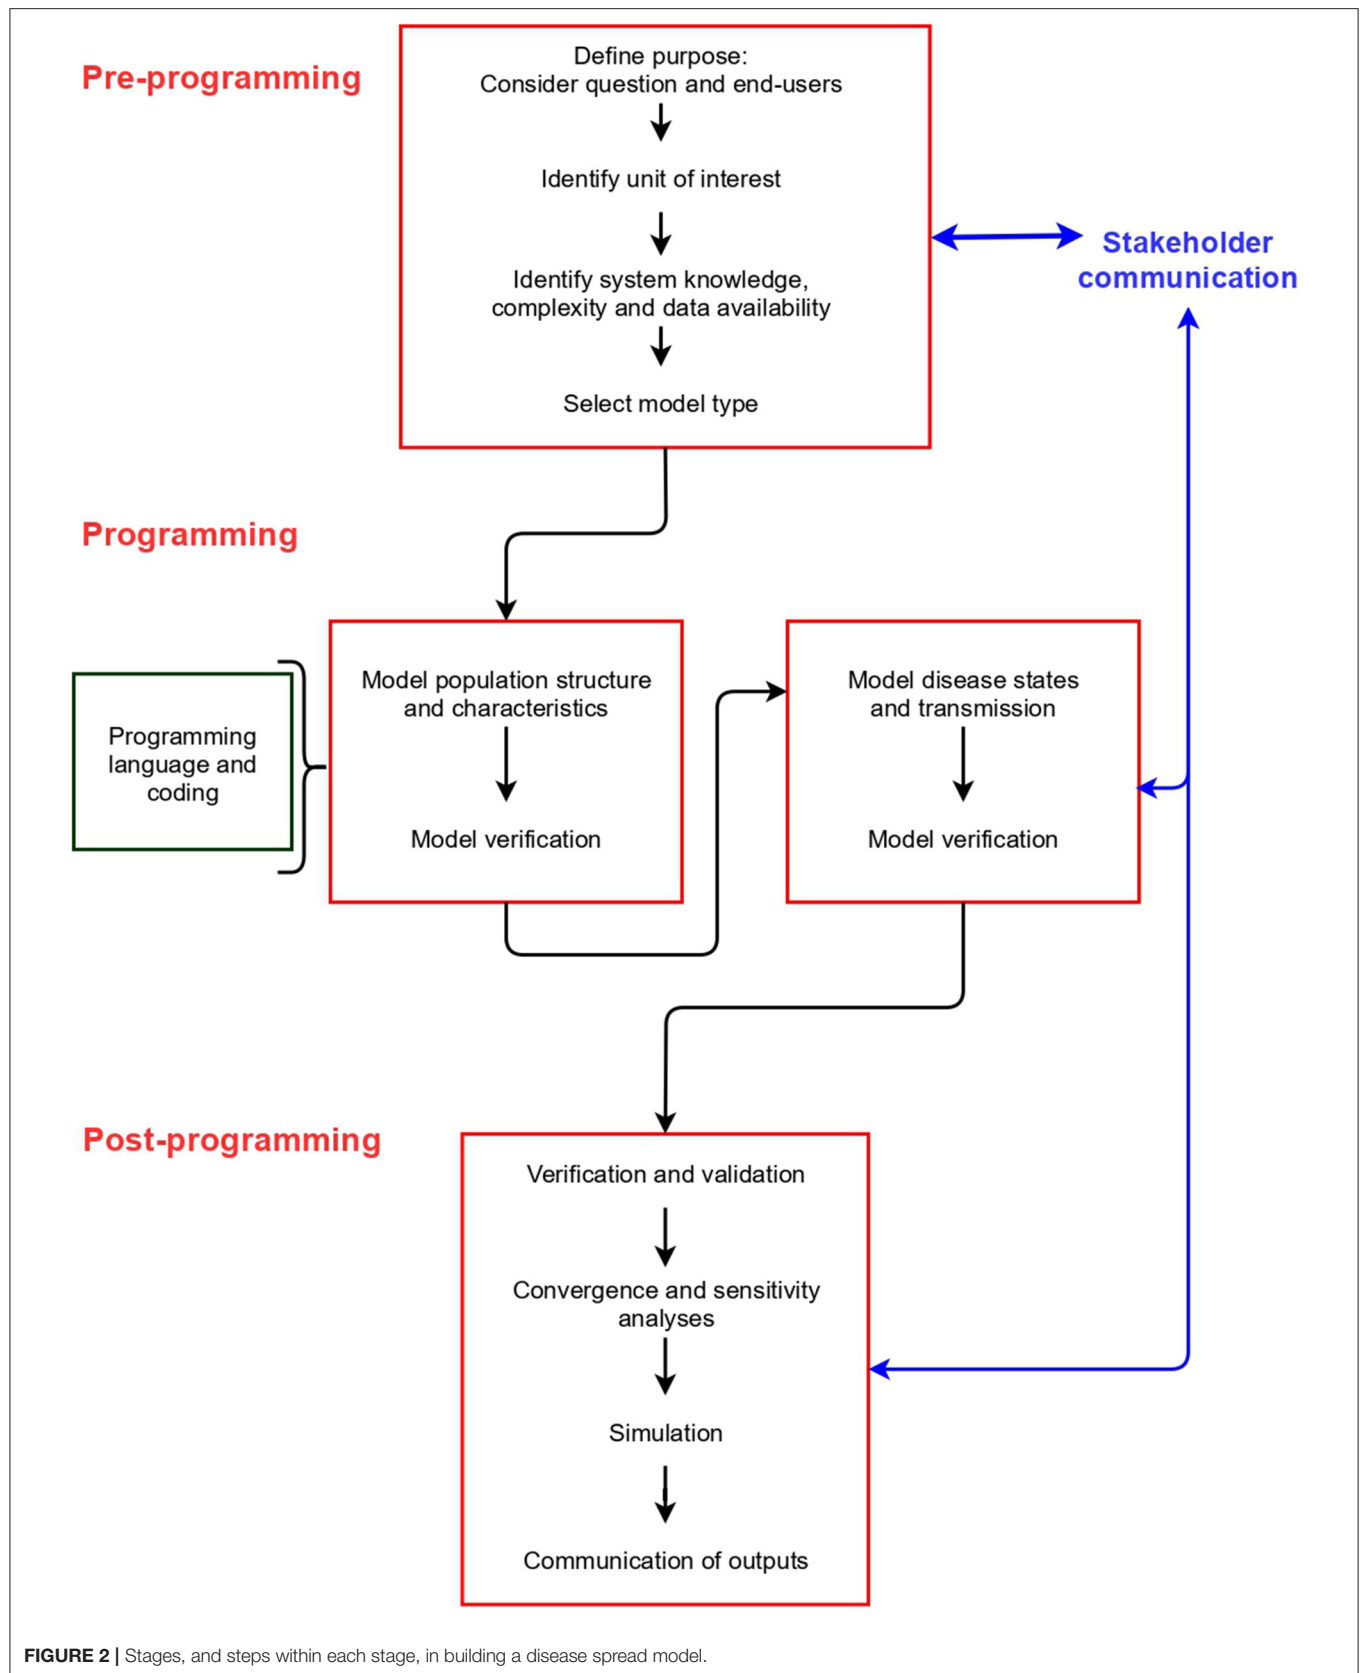 Pre-programming
Define purpose:
Consider question and end-users
Identify unit of interest
Identify system knowledge,
complexity and data availability
Select model type
Stakeholder
communication
Programming
Programming
language and
coding
Model population structure
and characteristics
Model verification
Model disease states
and transmission
Model verification
Post-programming
Verification and validation
Convergence and sensitivity
analyses
Simulation
Communication of outputs
FIGURE 2 | Stages, and steps within each stage, in building a disease spread model.